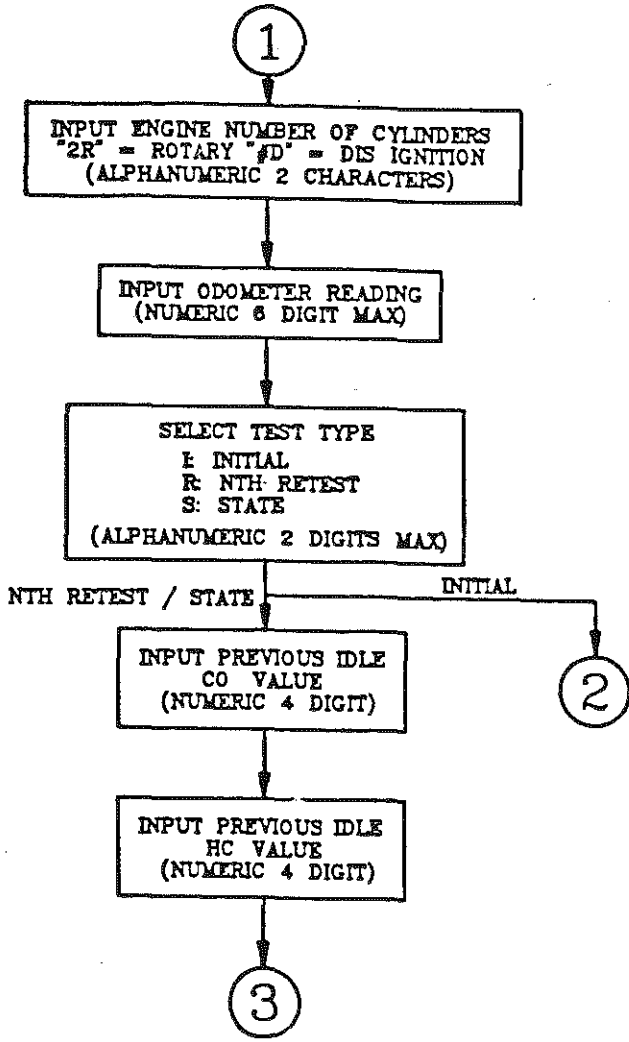 1
INPUT ENGINE NUMBER OF CYLINDERS
"2R" = ROTARY "#D" = DIS IGNITION
(ALPHANUMERIC 2 CHARACTERS)
INPUT ODOMETER READING
(NUMERIC 6 DIGIT MAX)
SELECT TEST TYPE
I: INITIAL
R: NTH RETEST
S: STATE
(ALPHANUMERIC 2 DIGITS MAX)
NTH RETEST / STATE
INITIAL
INPUT PREVIOUS IDLE
CO VALUE
(NUMERIC 4 DIGIT)
2
INPUT PREVIOUS IDLE
HC VALUE
(NUMERIC 4 DIGIT)
3